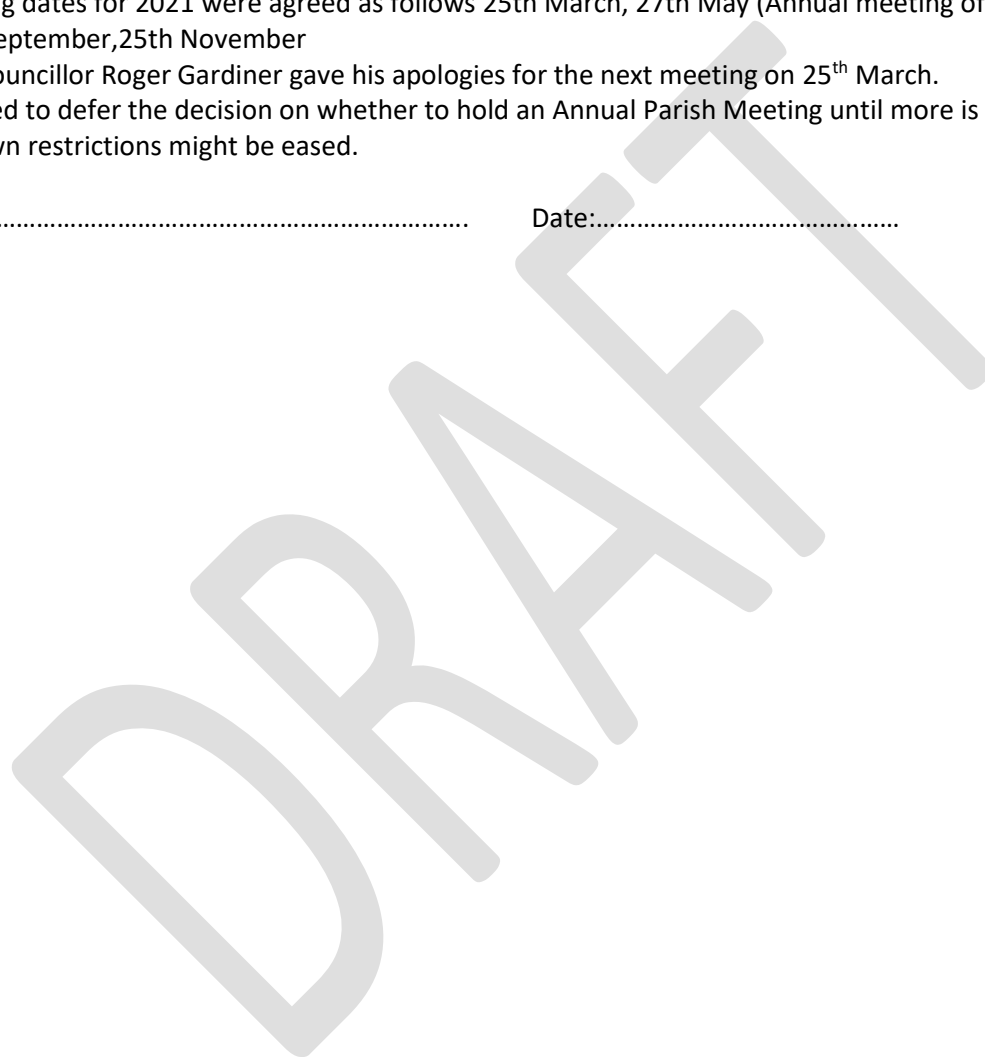 g dates for 2021 were agreed as follows 25th March, 27th May (Annual meeting of
eptember,25th November
ouncillor Roger Gardiner gave his apologies for the next meeting on 25th March.
ed to defer the decision on whether to hold an Annual Parish Meeting until more is
wn restrictions might be eased.
……………………………………………………………. Date:………………………………………
DRAFT